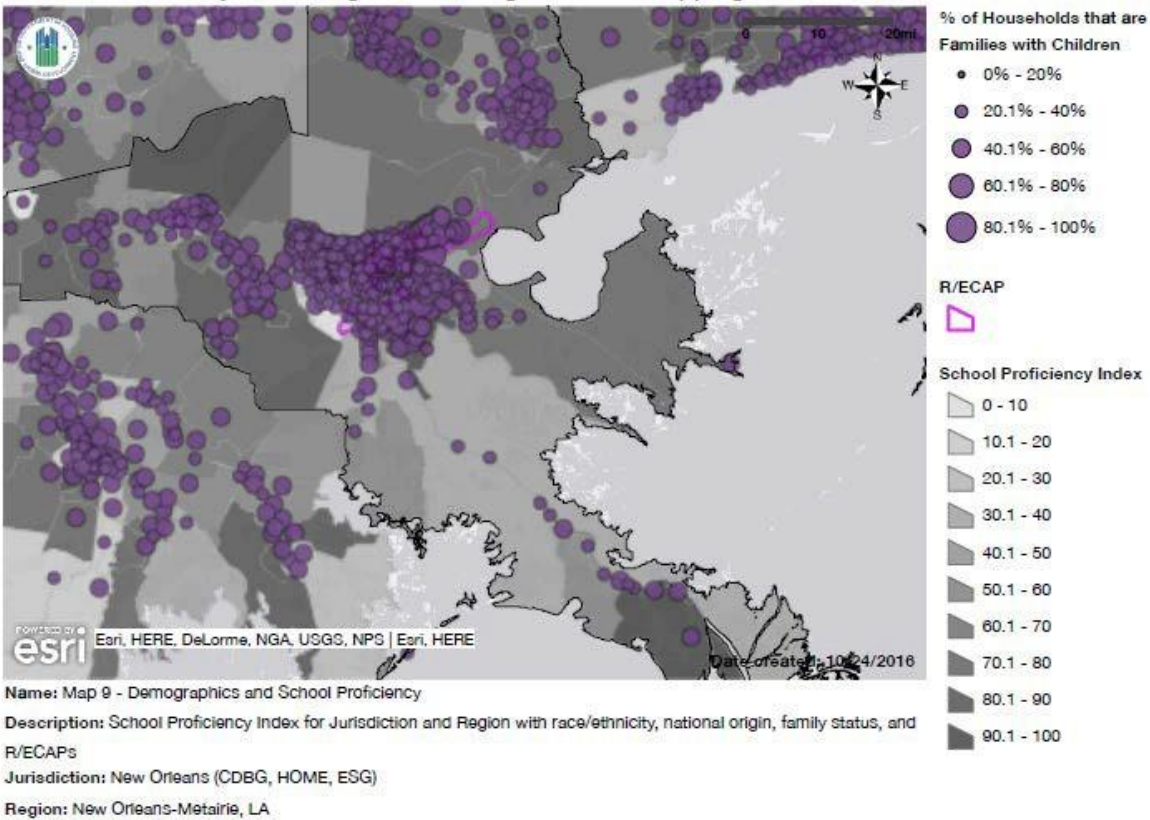 % of Households that are
Families with Children
0% - 20%
20.1% - 40%
40.1% - 60%
60.1% - 80%
80.1% - 100%
R/ECAP
School Proficiency Index
0 - 10
10.1 - 20
20.1 - 30
30.1 - 40
40.1 - 50
50.1 - 60
60.1 - 70
70.1 - 80
80.1 - 90
90.1 - 100
0 10 20mi
N
W E
S
POWERED BY
esri
Esri, HERE, DeLorme, NGA, USGS, NPS | Esri, HERE
Date created: 10/24/2016
Name: Map 9 - Demographics and School Proficiency
Description: School Proficiency Index for Jurisdiction and Region with race/ethnicity, national origin, family status, and
R/ECAPs
Jurisdiction: New Orleans (CDBG, HOME, ESG)
Region: New Orleans-Metairie, LA